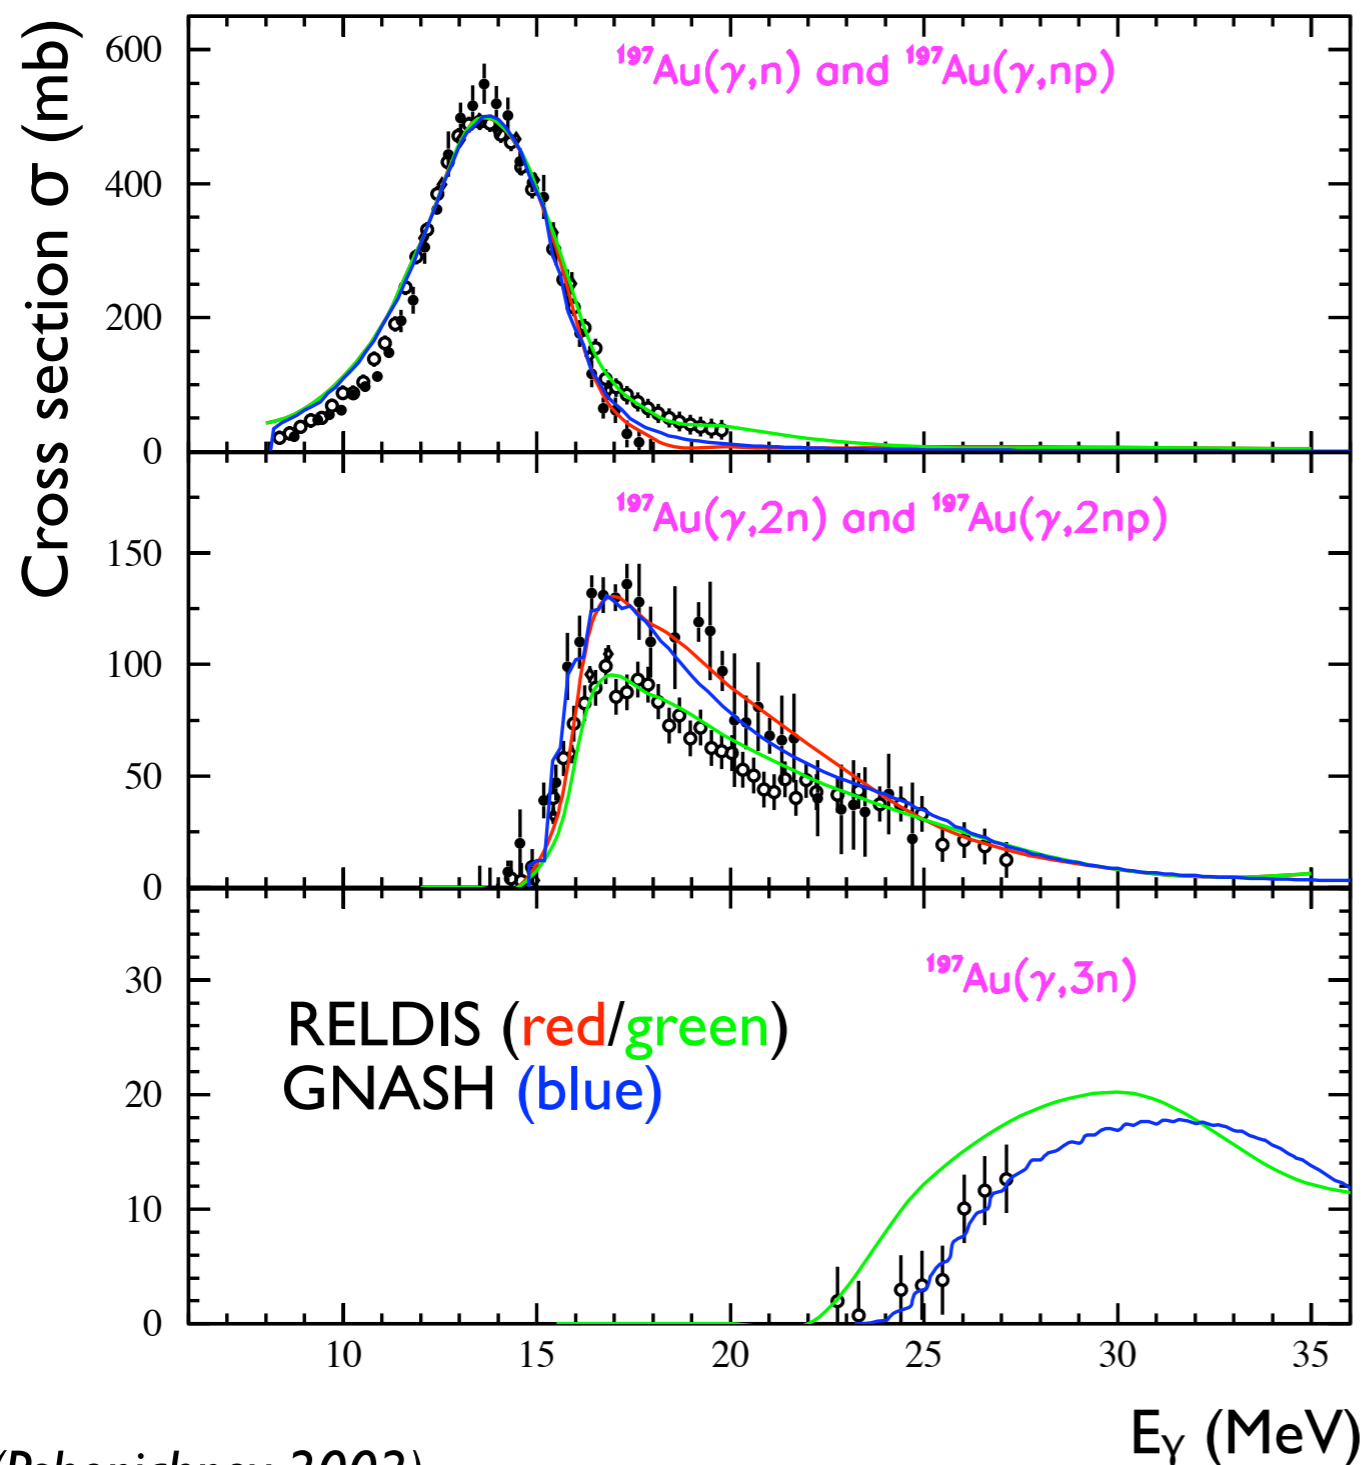 Cross section σ (mb)
600
400
200
0
¹⁹⁷Au(γ,n) and ¹⁹⁷Au(γ,np)
150
100
50
0
¹⁹⁷Au(γ,2n) and ¹⁹⁷Au(γ,2np)
30
20
10
0
¹⁹⁷Au(γ,3n)
RELDIS (red/green)
GNASH (blue)
10 15 20 25 30 35
Eγ (MeV)